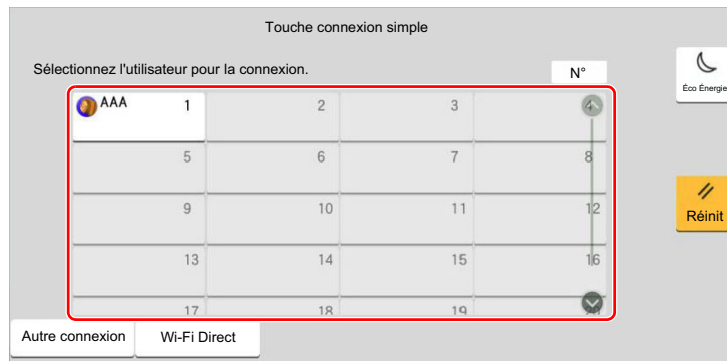 Touche connexion simple
Sélectionnez l'utilisateur pour la connexion.
N°
Éco Énergie
AAA 1 2 3 4
5 6 7 8
9 10 11 12
Réinit
13 14 15 16
17 18 19
Autre connexion Wi-Fi Direct